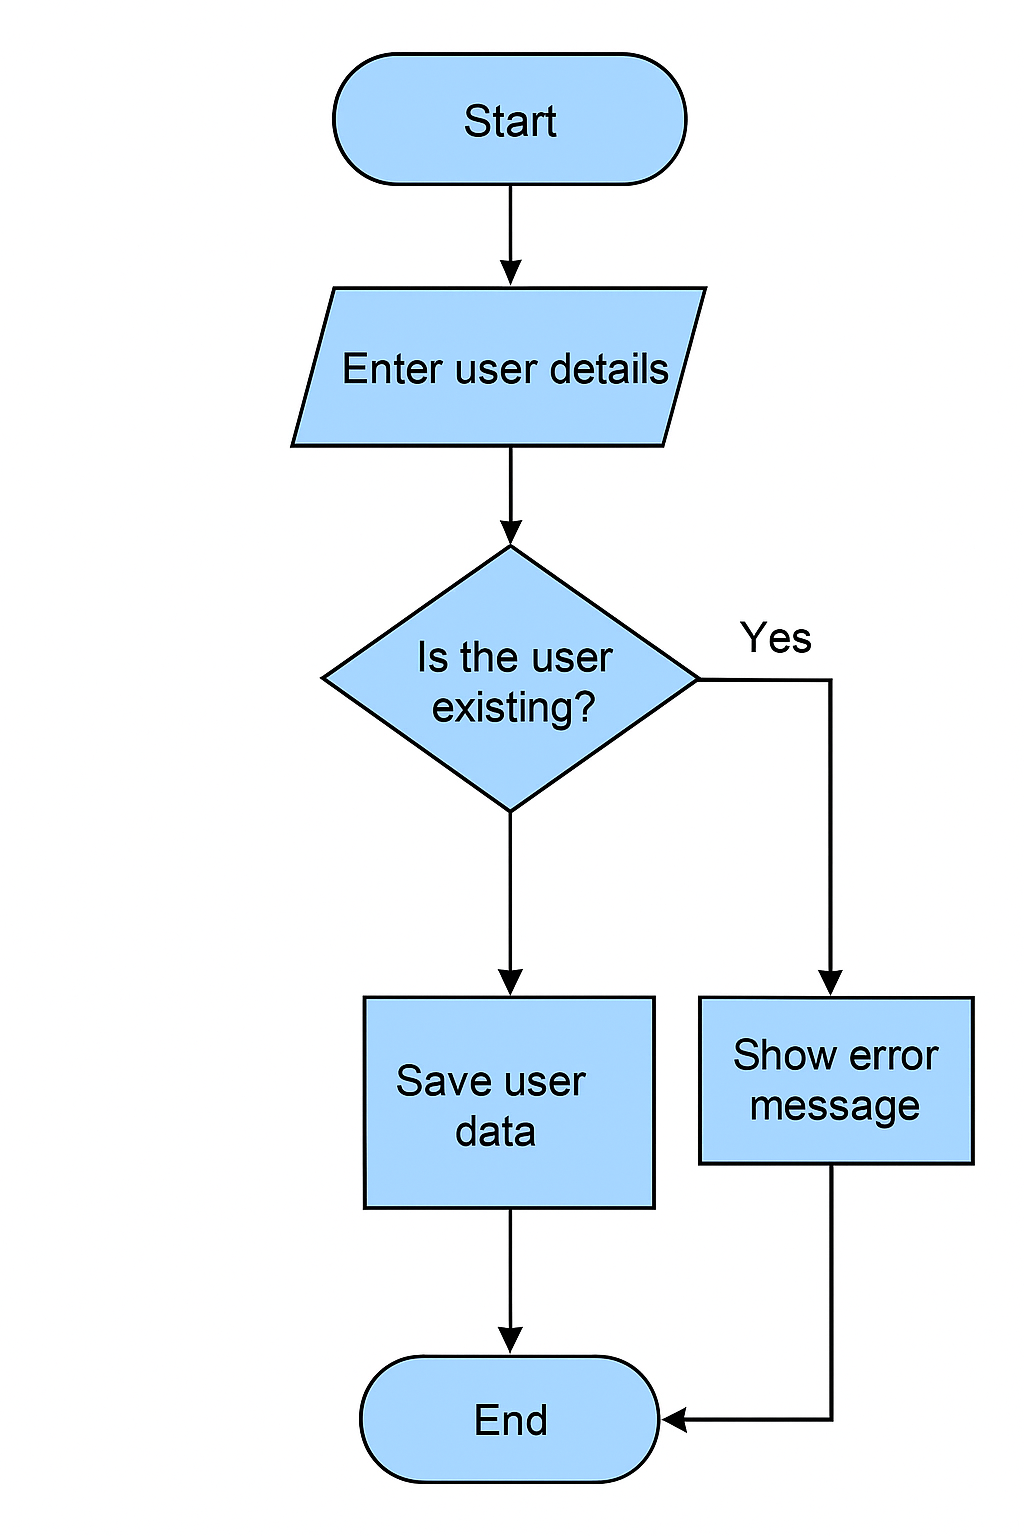 Start
Enter user details
Is the user
existing?
Yes
Save user
data
Show error
message
End